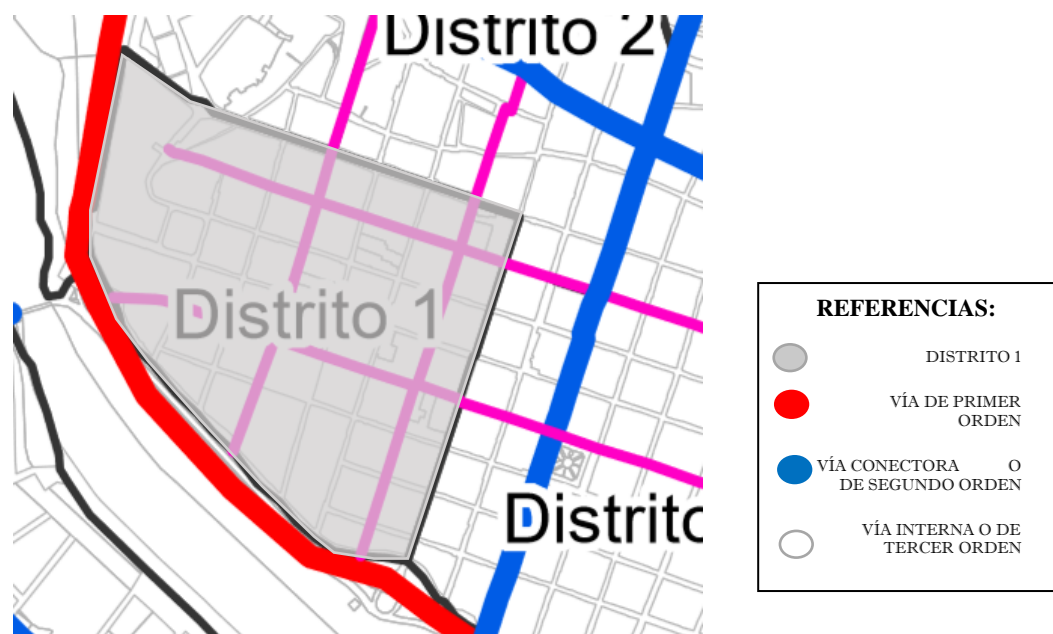 Distrito 2
Distrito 1
Distrito
REFERENCIAS:
DISTRITO 1
VÍA DE PRIMER
ORDEN
VÍA CONECTORA O
DE SEGUNDO ORDEN
VÍA INTERNA O DE
TERCER ORDEN